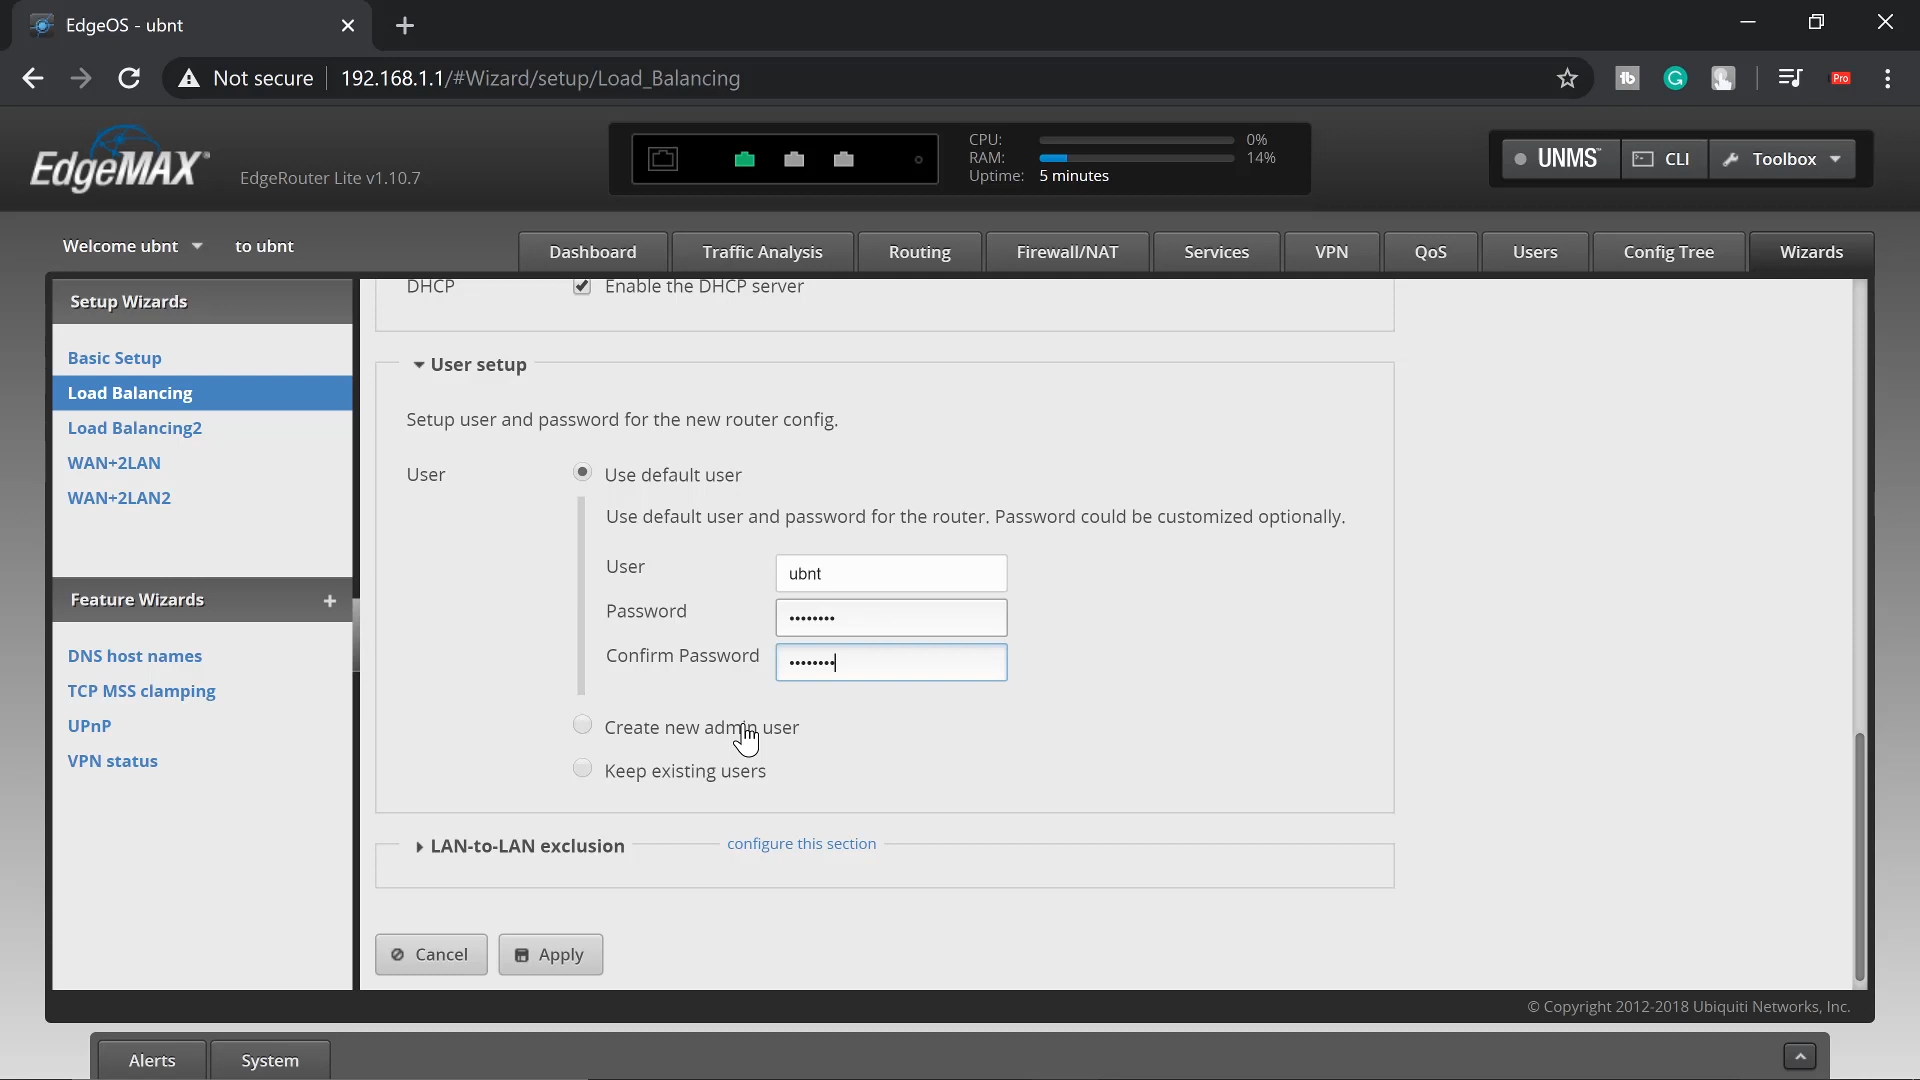 EdgeOS - ubnt
Not secure
192.168.1.1/#Wizard/setup/Load_Balancing
Pro
EdgeMAX
EdgeRouter Lite v1.10.7
CPU: 0%
RAM: 14%
Uptime: 5 minutes
UNMS
CLI
Toolbox
Welcome ubnt
to ubnt
Dashboard
Traffic Analysis
Routing
Firewall/NAT
Services
VPN
QoS
Users
Config Tree
Wizards
Setup Wizards
Basic Setup
Load Balancing
Load Balancing2
WAN+2LAN
WAN+2LAN2
Feature Wizards
+
DNS host names
TCP MSS clamping
UPnP
VPN status
DHCP
Enable the DHCP server
User setup
Setup user and password for the new router config.
User
Use default user
Use default user and password for the router. Password could be customized optionally.
User
ubnt
Password
••••••••
Confirm Password
••••••••
Create new admin user
Keep existing users
LAN-to-LAN exclusion
configure this section
Cancel
Apply
© Copyright 2012-2018 Ubiquiti Networks, Inc.
Alerts
System